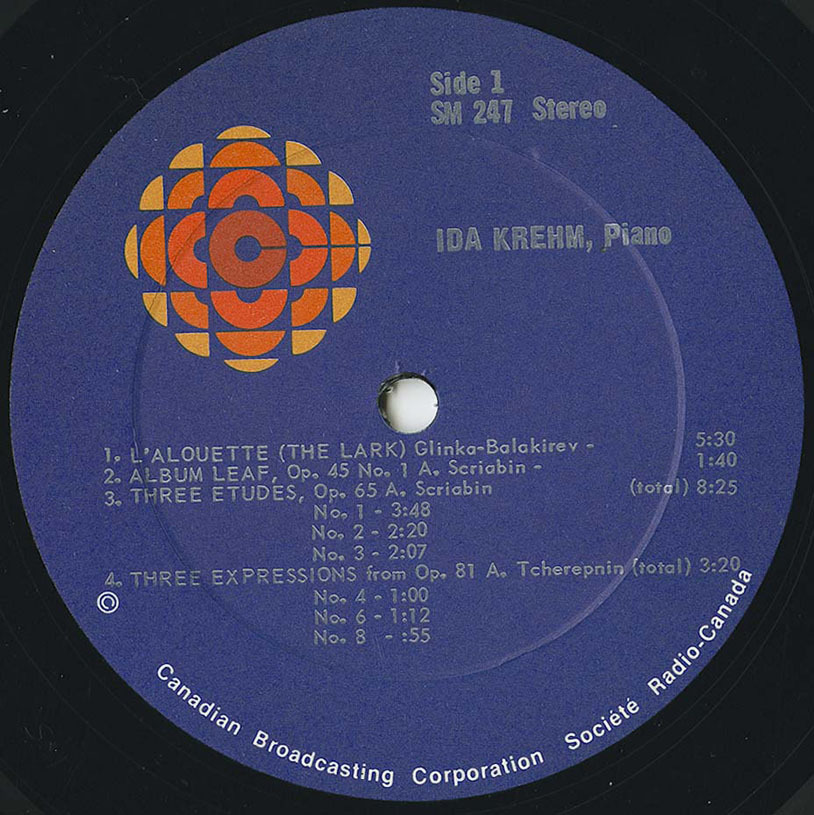 Side 1
SM 247 Stereo
IDA KREHM, Piano
1. L'ALOUETTE (THE LARK) Glinka-Balakirev - 5:30
2. ALBUM LEAF, Op. 45 No. 1 A. Scriabin - 1:40
3. THREE ETUDES, Op. 65 A. Scriabin (total) 8:25
No. 1 - 3:48
No. 2 - 2:20
No. 3 - 2:07
4. THREE EXPRESSIONS from Op. 81 A. Tcherepnin (total) 3:20
No. 4 - 1:00
No. 6 - 1:12
No. 8 - :55
©
Canadian Broadcasting Corporation Société Radio-Canada